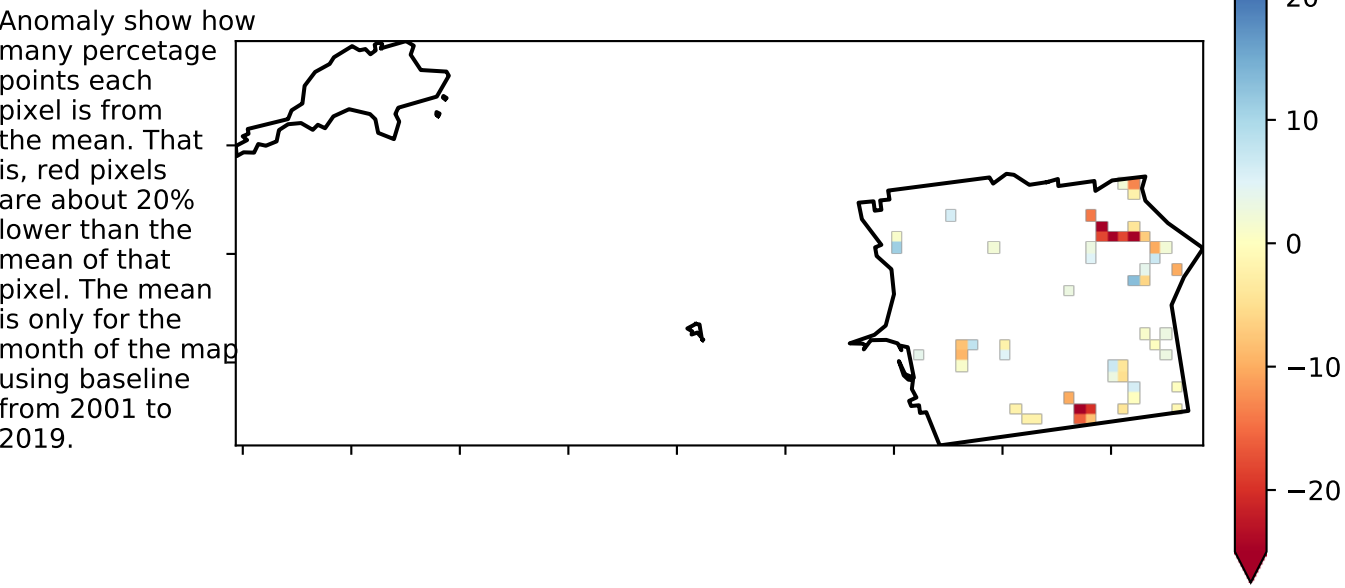 Anomaly show how
many percetage
points each
pixel is from
the mean. That
is, red pixels
are about 20%
lower than the
mean of that
pixel. The mean
is only for the
month of the map
using baseline
from 2001 to
2019.
20
10
0
−10
−20